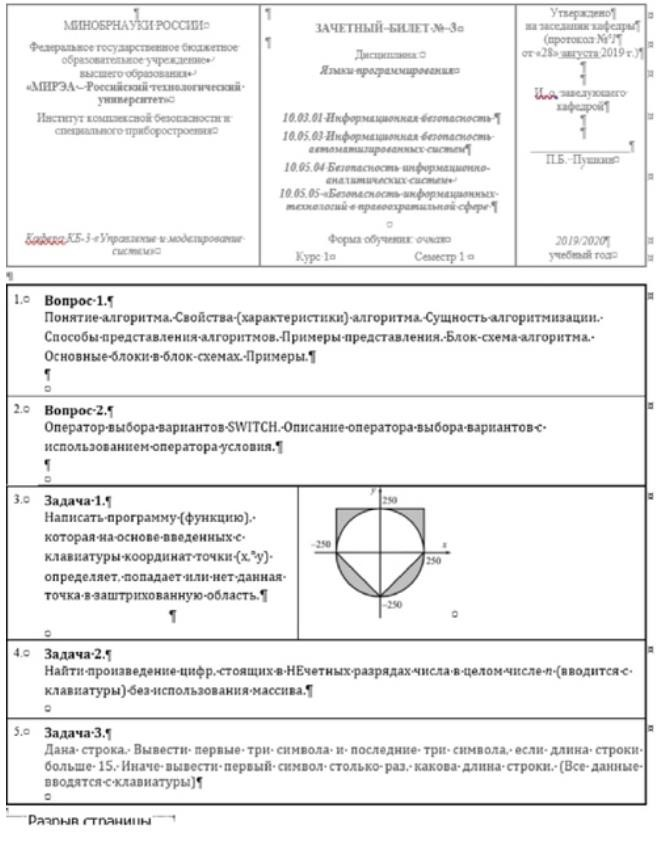 МИНОБРНАУКИ РОССИИ
Федеральное государственное бюджетное
образовательное учреждение
высшего образования
«МИРЭА – Российский технологический
университет»
Институт комплексной безопасности и
специального приборостроения
Кафедра КБ-3 «Управление и моделирование
систем»
ЗАЧЕТНЫЙ БИЛЕТ № 3
Дисциплина:
Языки программирования
10.03.01 Информационная безопасность
10.05.03 Информационная безопасность
автоматизированных систем
10.05.04 Безопасность информационно-
аналитических систем
10.05.05 «Безопасность информационных
технологий в правоохранительной сфере
Форма обучения: очная
Курс 1 Семестр 1
Утверждено
на заседании кафедры
(протокол №1
от «28» августа 2019 г.)
И.о. заведующего
кафедрой
П.Б. Пушкин
2019/2020
учебный год
1. Вопрос 1.
Понятие алгоритма. Свойства (характеристики) алгоритма. Сущность алгоритмизации.
Способы представления алгоритмов. Примеры представления. Блок-схема алгоритма.
Основные блоки в блок-схемах. Примеры.
2. Вопрос 2.
Оператор выбора вариантов SWITCH. Описание оператора выбора вариантов с
использованием оператора условия.
3. Задача 1.
Написать программу (функцию),
которая на основе введенных с
клавиатуры координат точки (x, y)
определяет, попадает или нет данная
точка в заштрихованную область.
y
250
-250
x
250
-250
4. Задача 2.
Найти произведение цифр, стоящих в НЕчетных разрядах числа в целом числе n (вводится с
клавиатуры) без использования массива.
5. Задача 3.
Дана строка. Вывести первые три символа и последние три символа, если длина строки
больше 15. Иначе вывести первый символ столько раз, какова длина строки. (Все данные
вводятся с клавиатуры)
Разрыв страницы